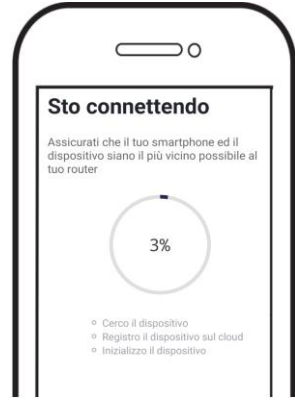 Sto connettendo
Assicurati che il tuo smartphone ed il
dispositivo siano il più vicino possibile al
tuo router
3%
Cerco il dispositivo
Registro il dispositivo sul cloud
Inizializzo il dispositivo